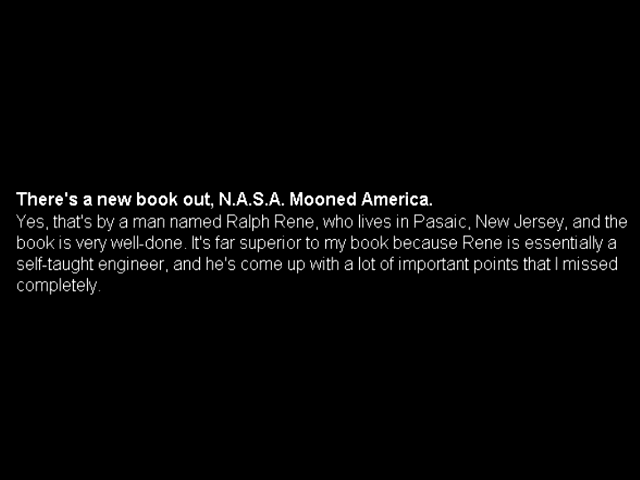 There's a new book out, N.A.S.A. Mooned America.
Yes, that's by a man named Ralph Rene, who lives in Pasaic, New Jersey, and the
book is very well-done. It's far superior to my book because Rene is essentially a
self-taught engineer, and he's come up with a lot of important points that I missed
completely.